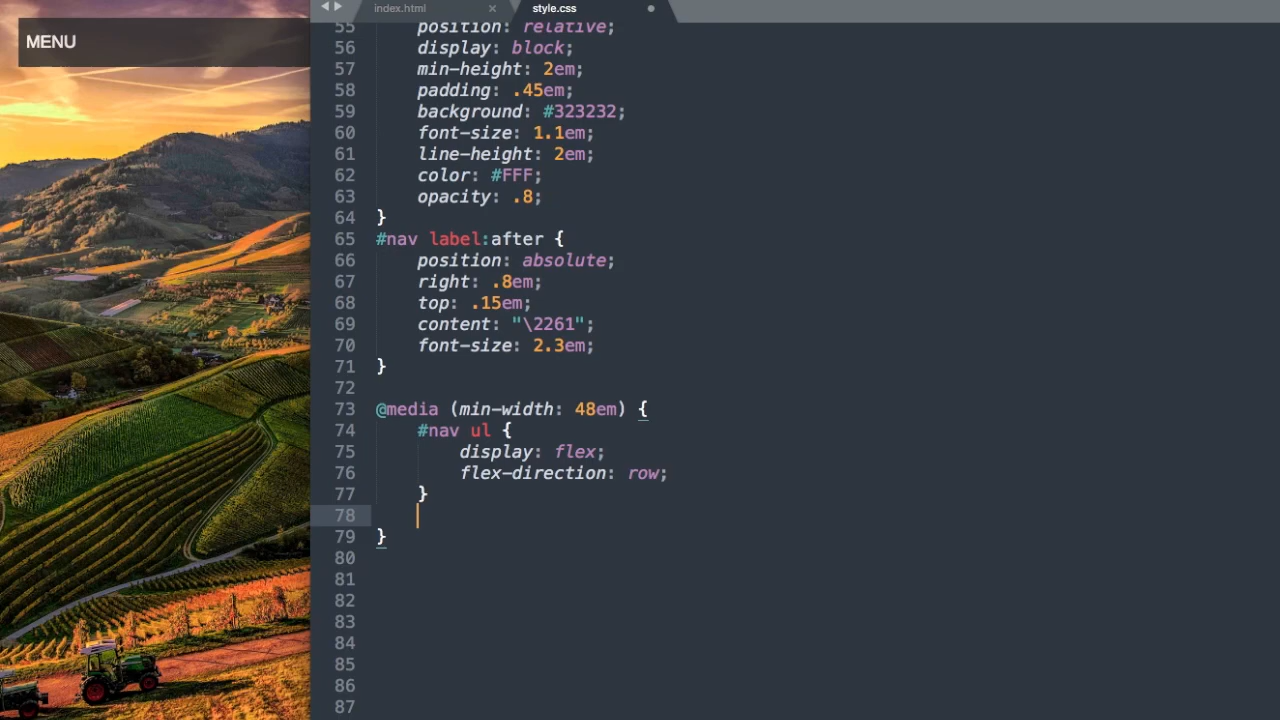 index.html
style.css
MENU
55 position: relative;
56 display: block;
57 min-height: 2em;
58 padding: .45em;
59 background: #323232;
60 font-size: 1.1em;
61 line-height: 2em;
62 color: #FFF;
63 opacity: .8;
64 }
65 #nav label:after {
66 position: absolute;
67 right: .8em;
68 top: .15em;
69 content: "\2261";
70 font-size: 2.3em;
71 }
72
73 @media (min-width: 48em) {
74 #nav ul {
75 display: flex;
76 flex-direction: row;
77 }
78
79 }
80
81
82
83
84
85
86
87